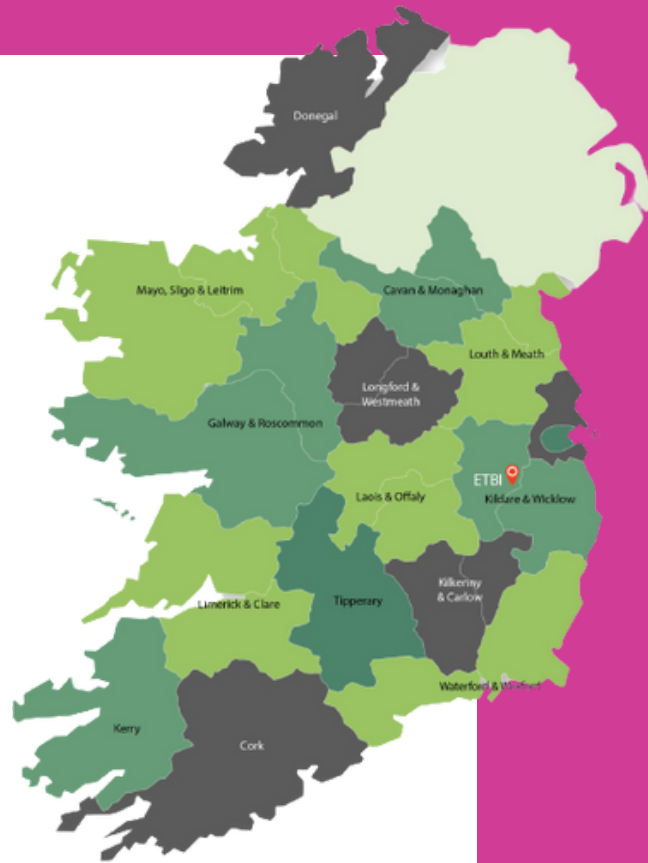 Donegal
Mayo, Sligo & Leitrim
Cavan & Monaghan
Louth & Meath
Longford &
Westmeath
Galway & Roscommon
ETBI
Laois & Offaly
Kildare & Wicklow
Kilkenny
& Carlow
Limerick & Clare
Tipperary
Waterford & Wexford
Kerry
Cork